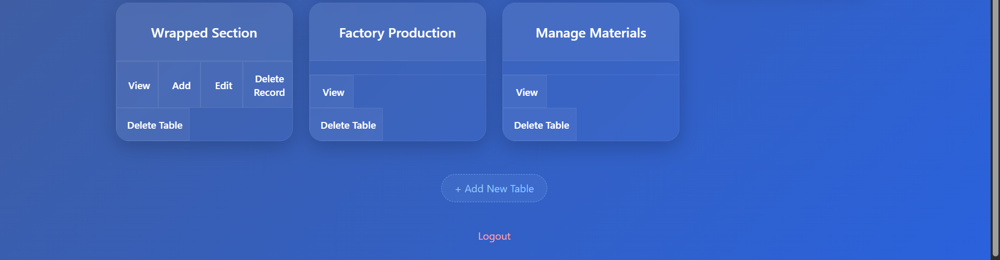 Wrapped Section
View
Add
Edit
Delete
Record
Delete Table
Factory Production
View
Delete Table
Manage Materials
View
Delete Table
+ Add New Table
Logout